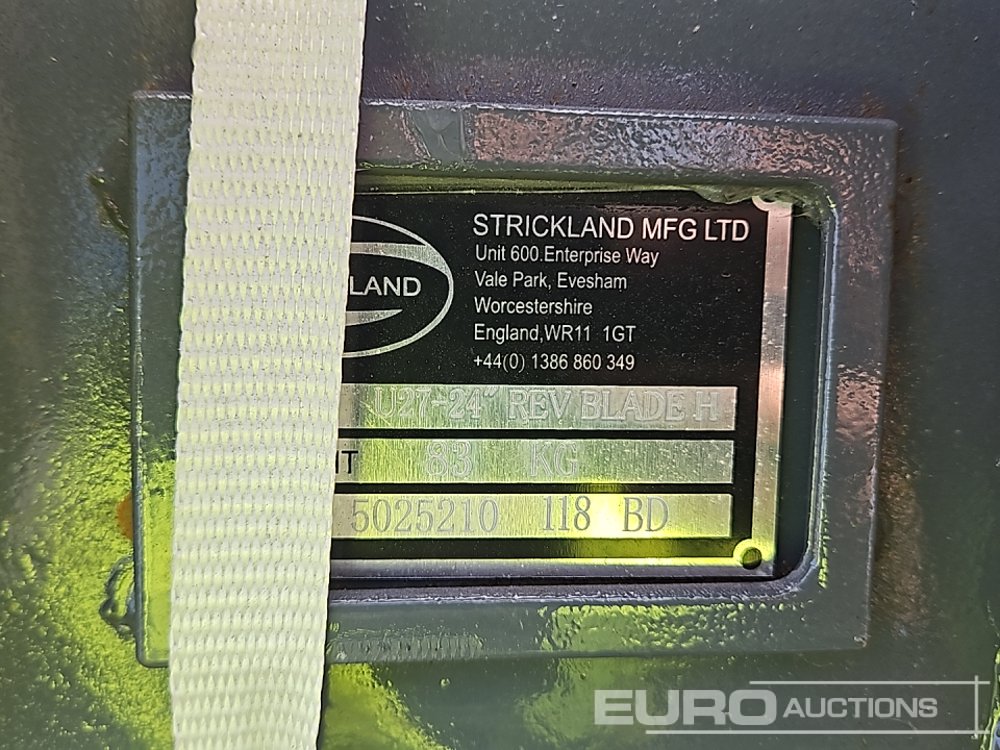 LAND
STRICKLAND MFG LTD
Unit 600.Enterprise Way
Vale Park, Evesham
Worcestershire
England,WR11 1GT
+44(0) 1386 860 349
U27-24" REV BLADE H
HT 83 KG
5025210 118 BD
EURO AUCTIONS